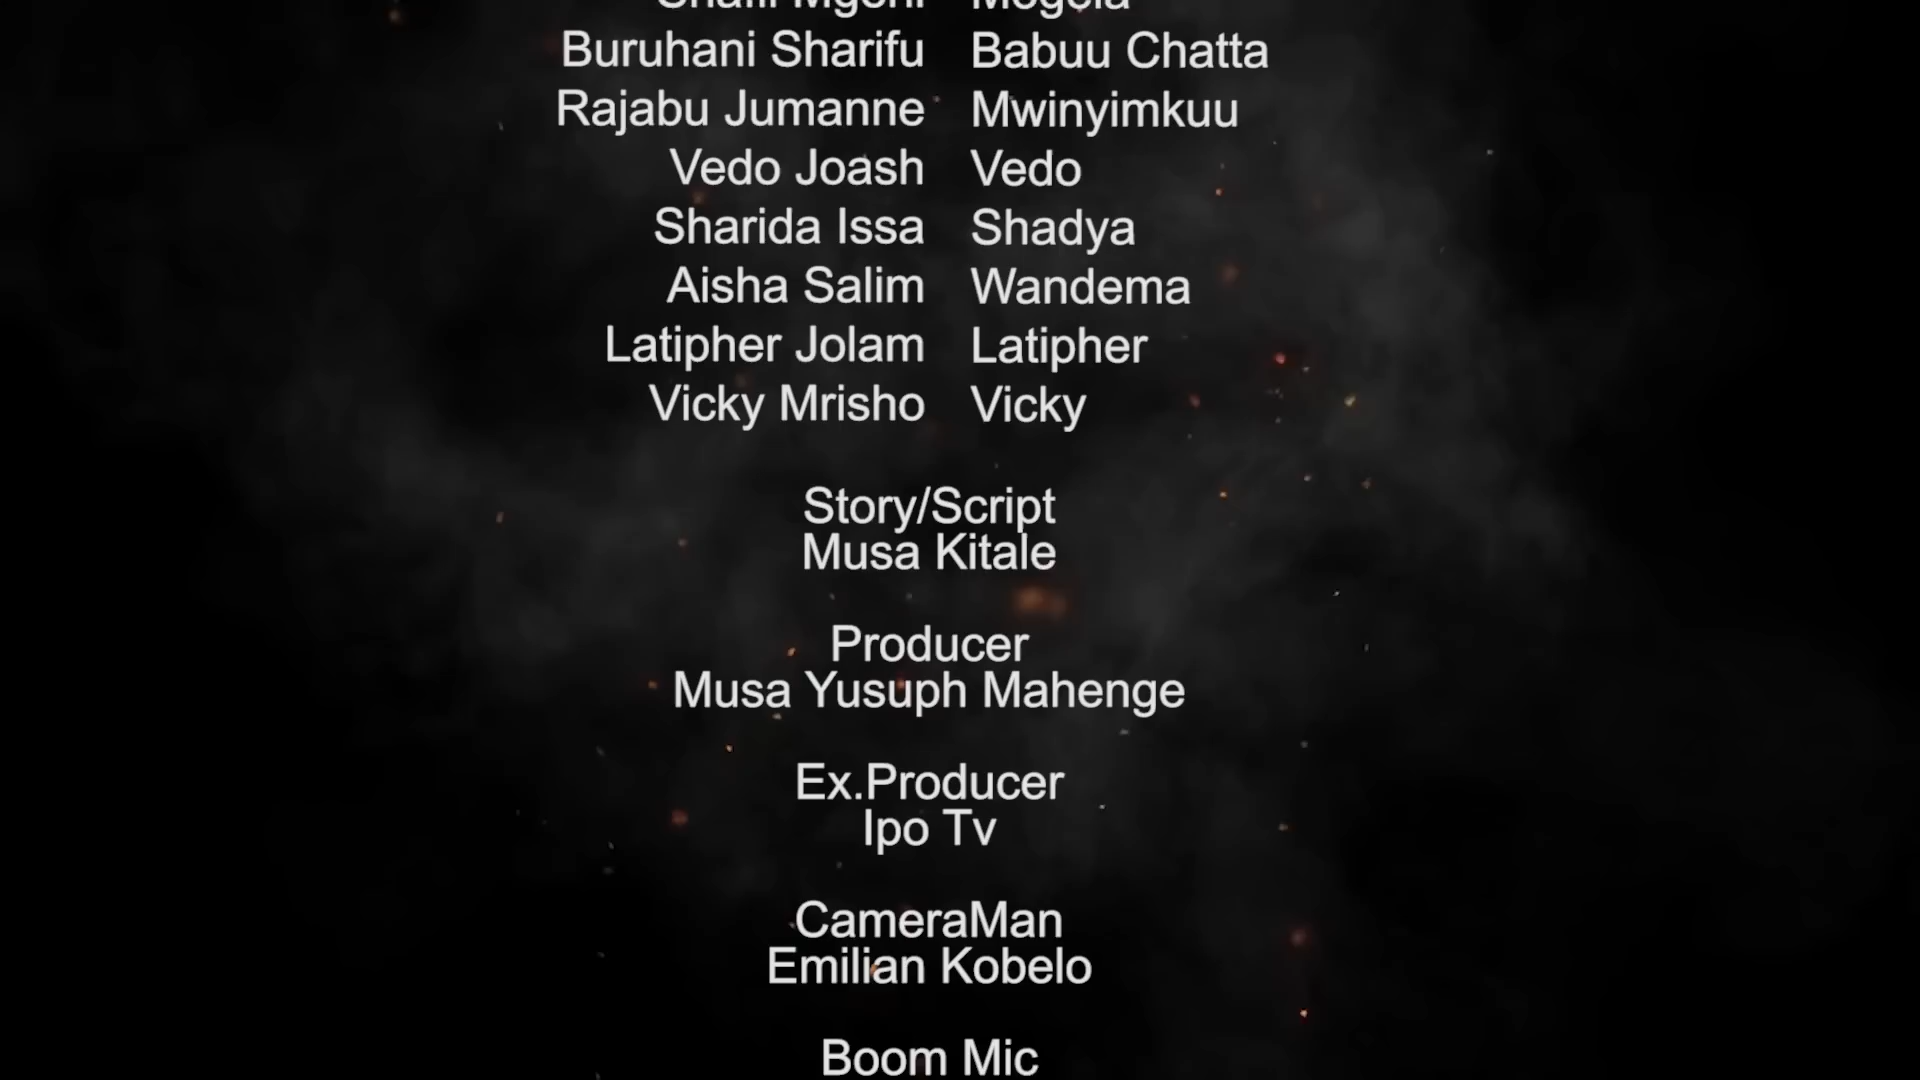 Buruhani Sharifu Babuu Chatta
Rajabu Jumanne Mwinyimkuu
Vedo Joash Vedo
Sharida Issa Shadya
Aisha Salim Wandema
Latipher Jolam Latipher
Vicky Mrisho Vicky
Story/Script
Musa Kitale
Producer
Musa Yusuph Mahenge
Ex.Producer
Ipo Tv
CameraMan
Emilian Kobelo
Boom Mic